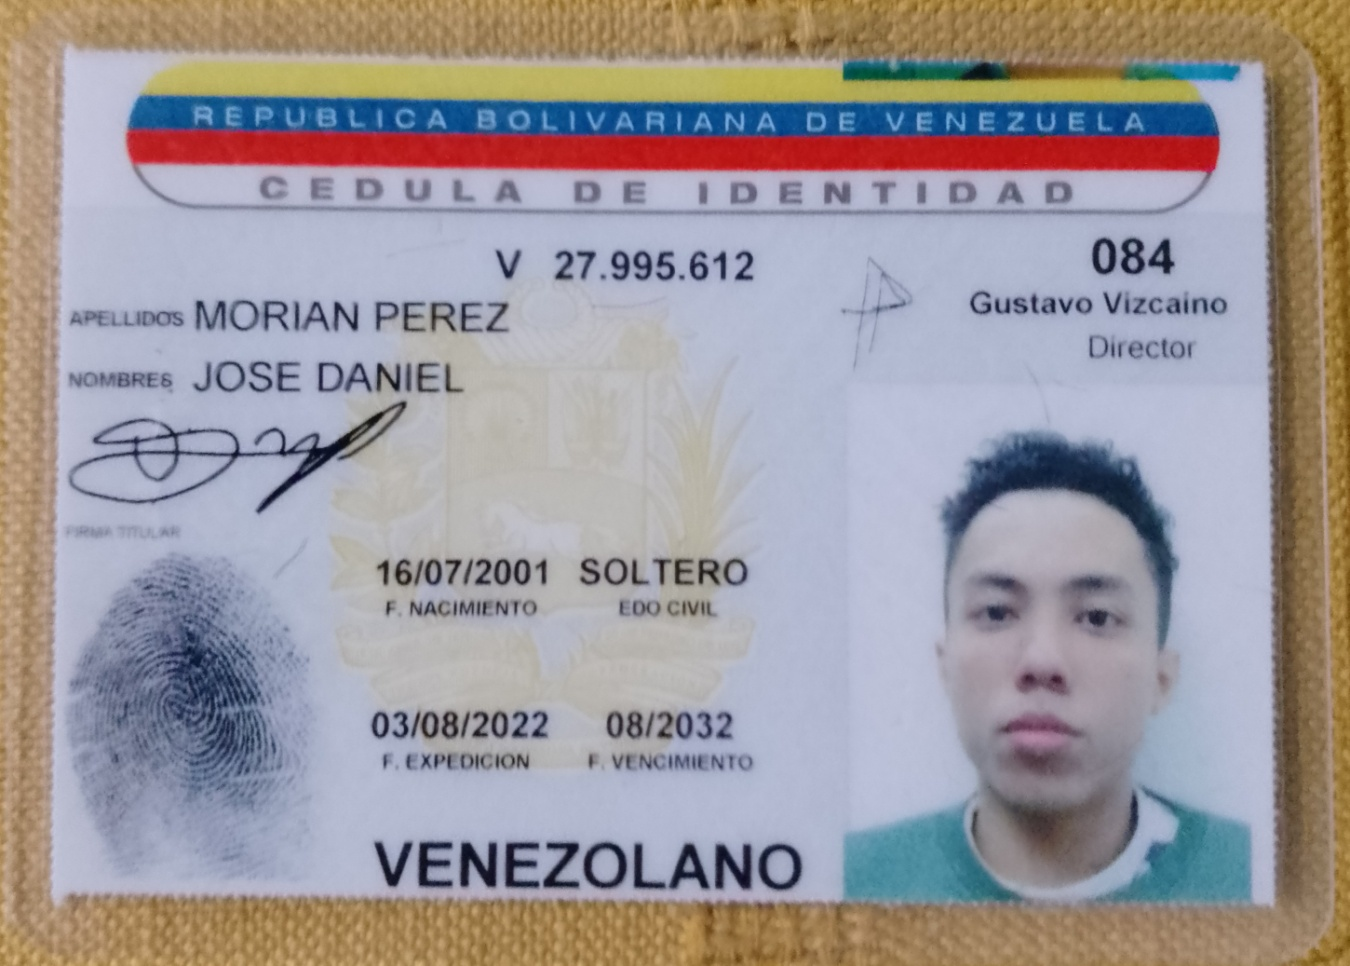 REPUBLICA BOLIVARIANA DE VENEZUELA
CEDULA DE IDENTIDAD
V 27.995.612
084
Gustavo Vizcaino
Director
APELLIDOS MORIAN PEREZ
NOMBRES JOSE DANIEL
FIRMA TITULAR
16/07/2001 SOLTERO
F. NACIMIENTO EDO CIVIL
03/08/2022 08/2032
F. EXPEDICION F. VENCIMIENTO
VENEZOLANO